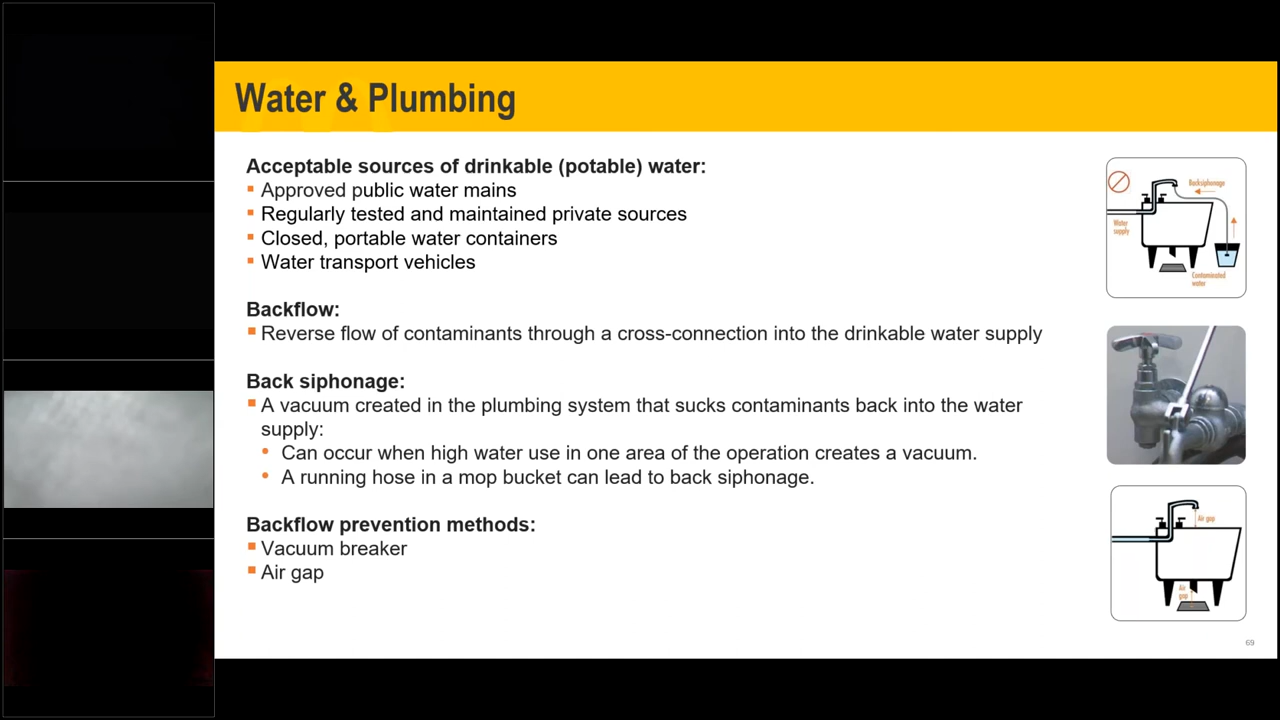 Water & Plumbing
Acceptable sources of drinkable (potable) water:
Approved public water mains
Regularly tested and maintained private sources
Closed, portable water containers
Water transport vehicles
Backflow:
Reverse flow of contaminants through a cross-connection into the drinkable water supply
Back siphonage:
A vacuum created in the plumbing system that sucks contaminants back into the water
supply:
Can occur when high water use in one area of the operation creates a vacuum.
A running hose in a mop bucket can lead to back siphonage.
Backflow prevention methods:
Vacuum breaker
Air gap
Backsiphonage
Water
supply
Contaminated
water
Air gap
Air
gap
69